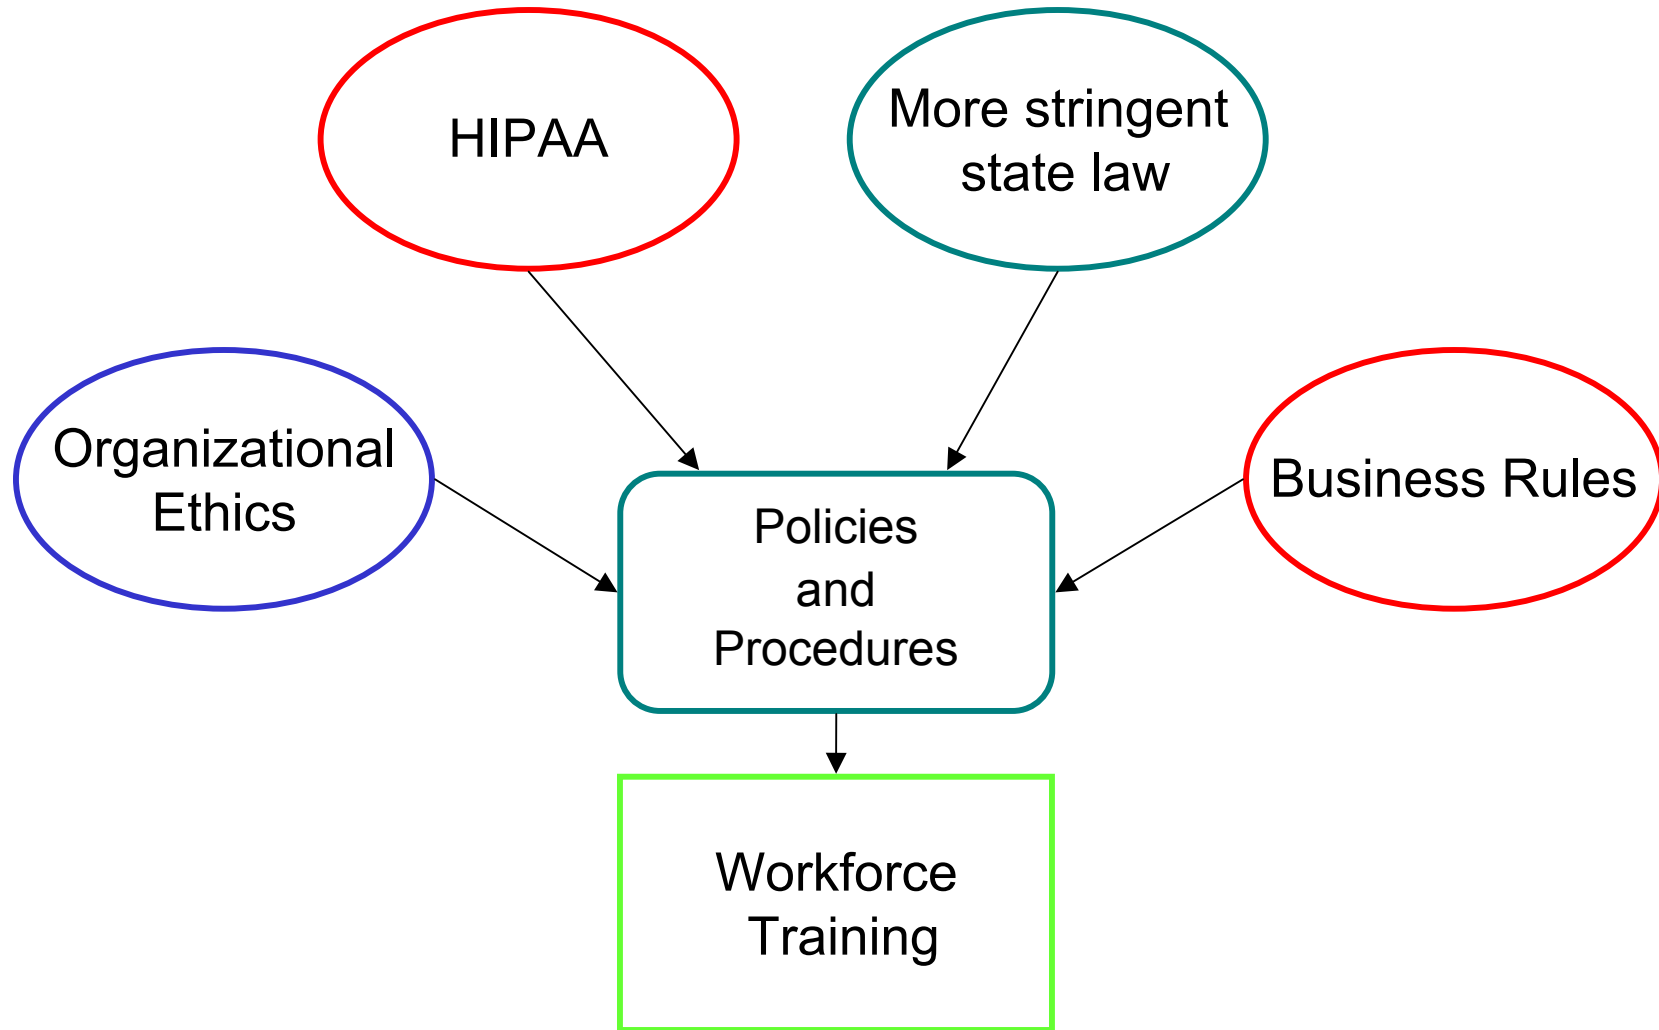 HIPAA
More stringent
state law
Organizational
Ethics
Business Rules
Policies
and
Procedures
Workforce
Training